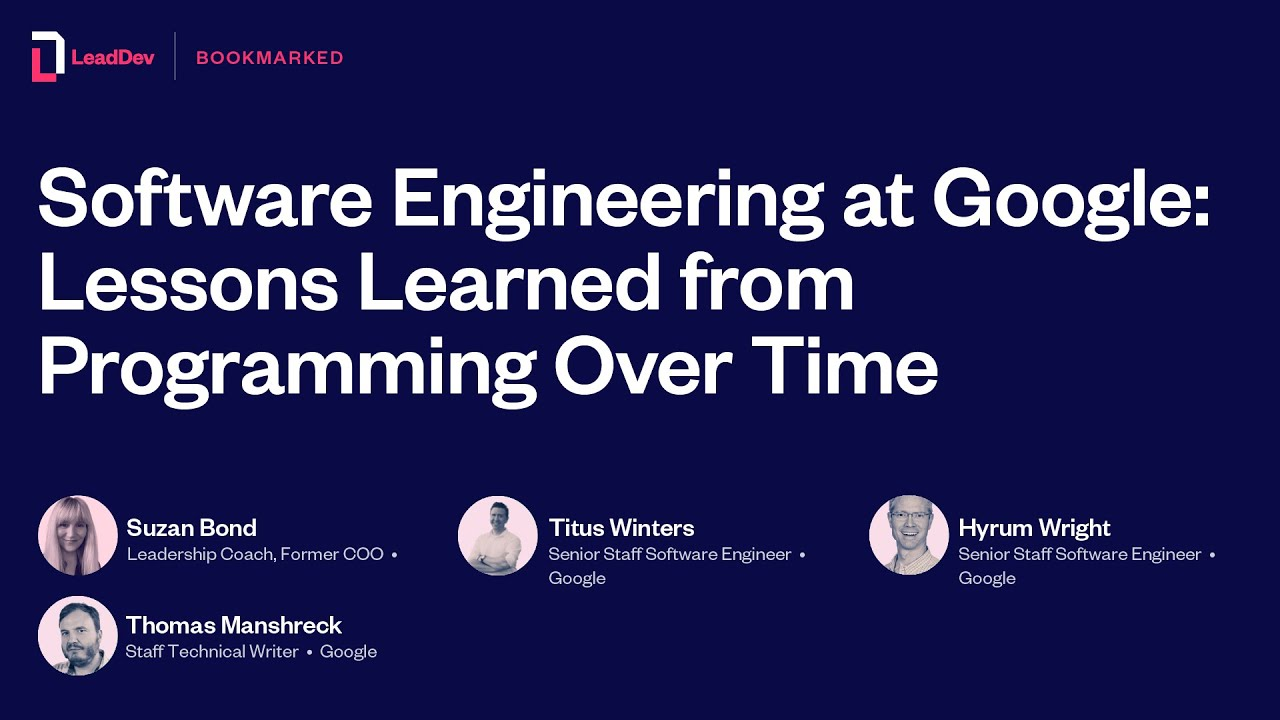 LeadDev
BOOKMARKED
Software Engineering at Google:
Lessons Learned from
Programming Over Time
Suzan Bond
Leadership Coach, Former COO •
Titus Winters
Senior Staff Software Engineer •
Google
Hyrum Wright
Senior Staff Software Engineer •
Google
Thomas Manshreck
Staff Technical Writer • Google